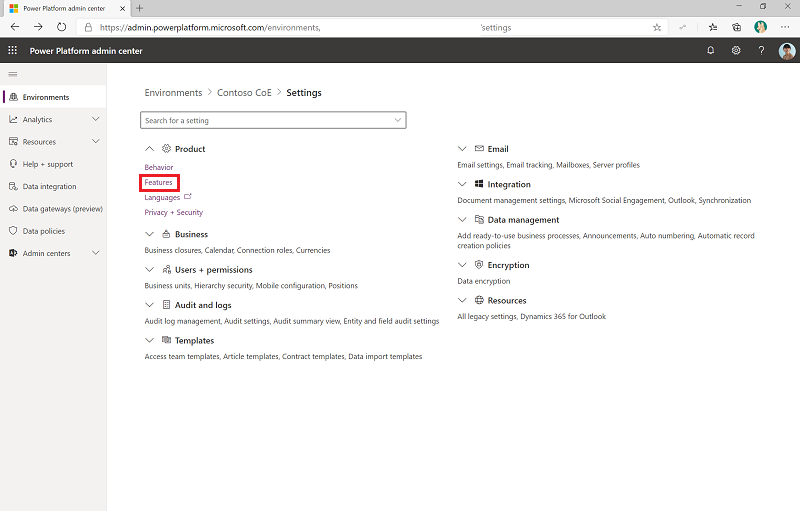 Power Platform admin center
https://admin.powerplatform.microsoft.com/environments,
'settings
Power Platform admin center
Environments
Analytics
Resources
Help + support
Data integration
Data gateways (preview)
Data policies
Admin centers
Environments > Contoso CoE > Settings
Search for a setting
Product
Behavior
Features
Languages
Privacy + Security
Business
Business closures, Calendar, Connection roles, Currencies
Users + permissions
Business units, Hierarchy security, Mobile configuration, Positions
Audit and logs
Audit log management, Audit settings, Audit summary view, Entity and field audit settings
Templates
Access team templates, Article templates, Contract templates, Data import templates
Email
Email settings, Email tracking, Mailboxes, Server profiles
Integration
Document management settings, Microsoft Social Engagement, Outlook, Synchronization
Data management
Add ready-to-use business processes, Announcements, Auto numbering, Automatic record
creation policies
Encryption
Data encryption
Resources
All legacy settings, Dynamics 365 for Outlook